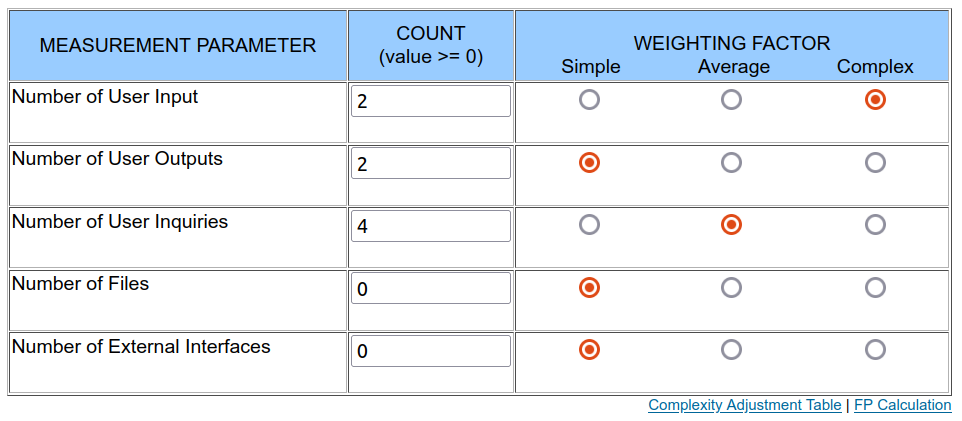 MEASUREMENT PARAMETER
COUNT
(value >= 0)
WEIGHTING FACTOR
Simple Average Complex
Number of User Input 2
Number of User Outputs 2
Number of User Inquiries 4
Number of Files 0
Number of External Interfaces 0
Complexity Adjustment Table | FP Calculation